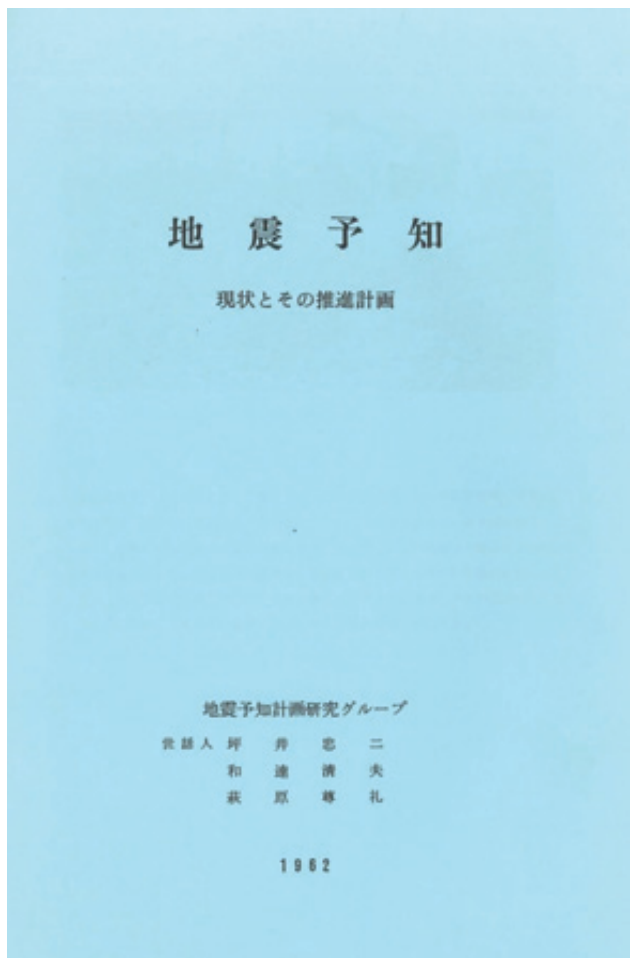 地震予知
現状とその推進計画
地震予知計画研究グループ
世話人 坪井忠二
和達清夫
萩原尊礼
1962